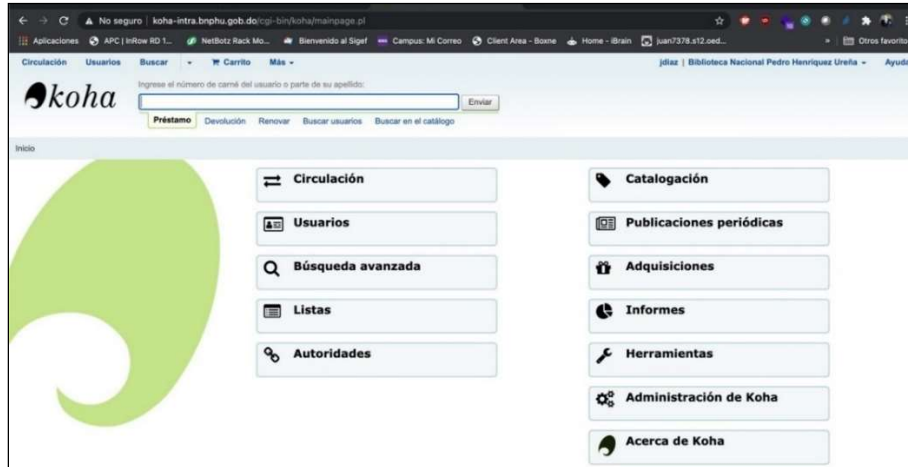 No seguro | koha-intra.bnphu.gob.do/cgi-bin/koha/mainpage.pl
Aplicaciones APC | InRow RD 1... NetBotz Rack Mo... Bienvenido al Sigef Campus: Mi Correo Client Area - Boxne Home - iBrain juan7378.s12.oed... » Otros favorito
Circulación Usuarios Buscar Carrito Más jdiaz | Biblioteca Nacional Pedro Henríquez Ureña Ayuda
koha
Ingrese el número de carné del usuario o parte de su apellido:
Enviar
Préstamo Devolución Renovar Buscar usuarios Buscar en el catálogo
Inicio
Circulación
Usuarios
Búsqueda avanzada
Listas
Autoridades
Catalogación
Publicaciones periódicas
Adquisiciones
Informes
Herramientas
Administración de Koha
Acerca de Koha